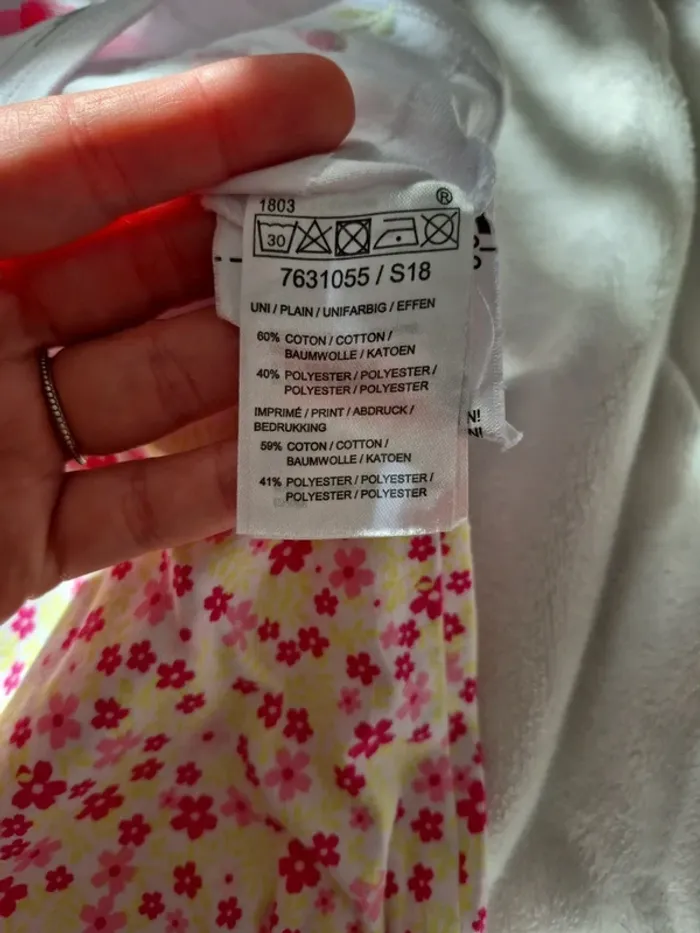 1803 ®
30
7631055 / S18
UNI / PLAIN / UNIFARBIG / EFFEN
60% COTON / COTTON /
BAUMWOLLE / KATOEN
40% POLYESTER / POLYESTER /
POLYESTER / POLYESTER
IMPRIMÉ / PRINT / ABDRUCK /
BEDRUKKING
59% COTON / COTTON /
BAUMWOLLE / KATOEN
41% POLYESTER / POLYESTER /
POLYESTER / POLYESTER